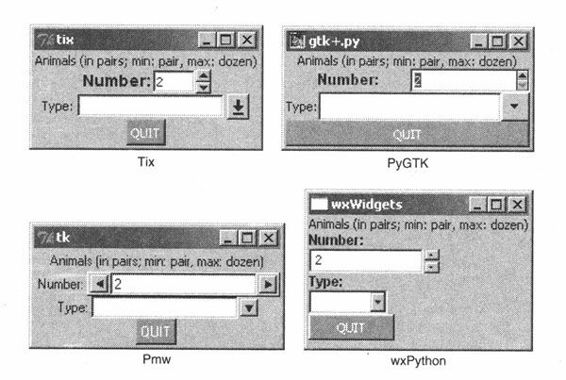 tix
Animals (in pairs; min: pair, max: dozen)
Number: 2
Type:
QUIT
Tix
gtk+.py
Animals (in pairs; min: pair, max: dozen)
Number: 2
Type:
QUIT
PyGTK
tk
Animals (in pairs; min: pair, max: dozen)
Number: 2
Type:
QUIT
Pmw
wxWidgets
Animals (in pairs; min: pair, max: dozen)
Number:
2
Type:
QUIT
wxPython